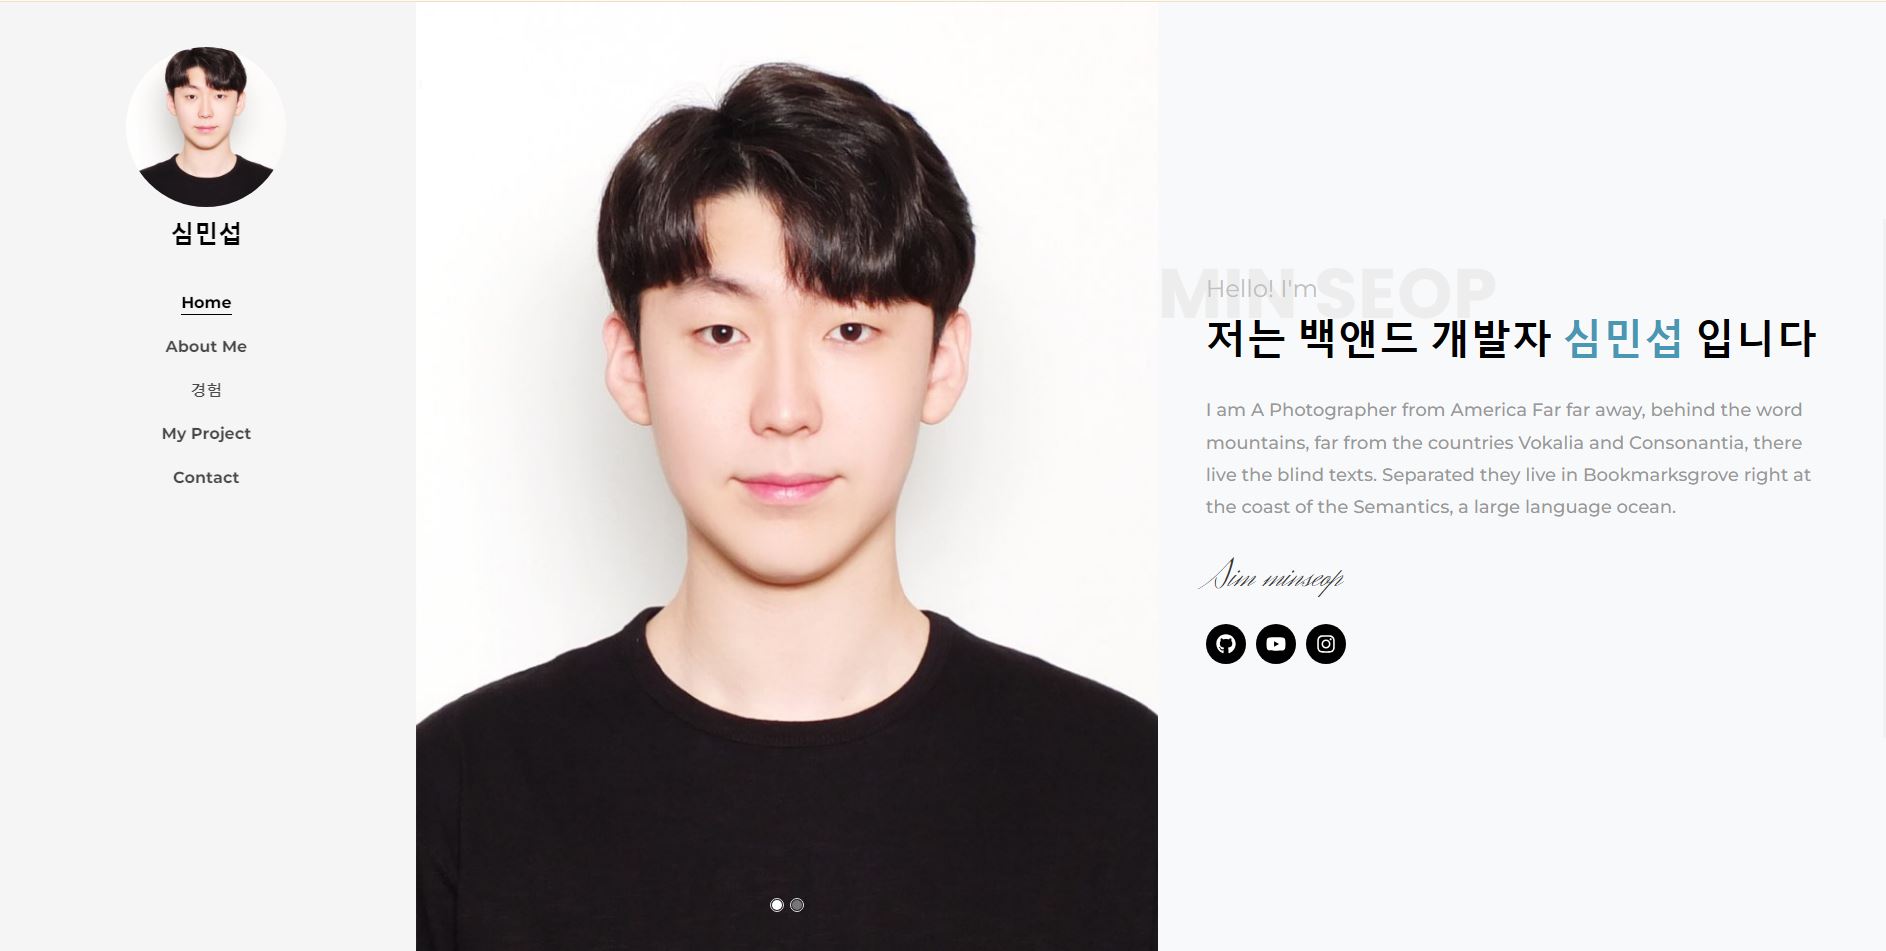 심민섭
Home
About Me
경험
My Project
Contact
MIN SEOP
Hello! I'm
저는 백앤드 개발자 심민섭 입니다
I am A Photographer from America Far far away, behind the word
mountains, far from the countries Vokalia and Consonantia, there
live the blind texts. Separated they live in Bookmarksgrove right at
the coast of the Semantics, a large language ocean.
Sim minseop